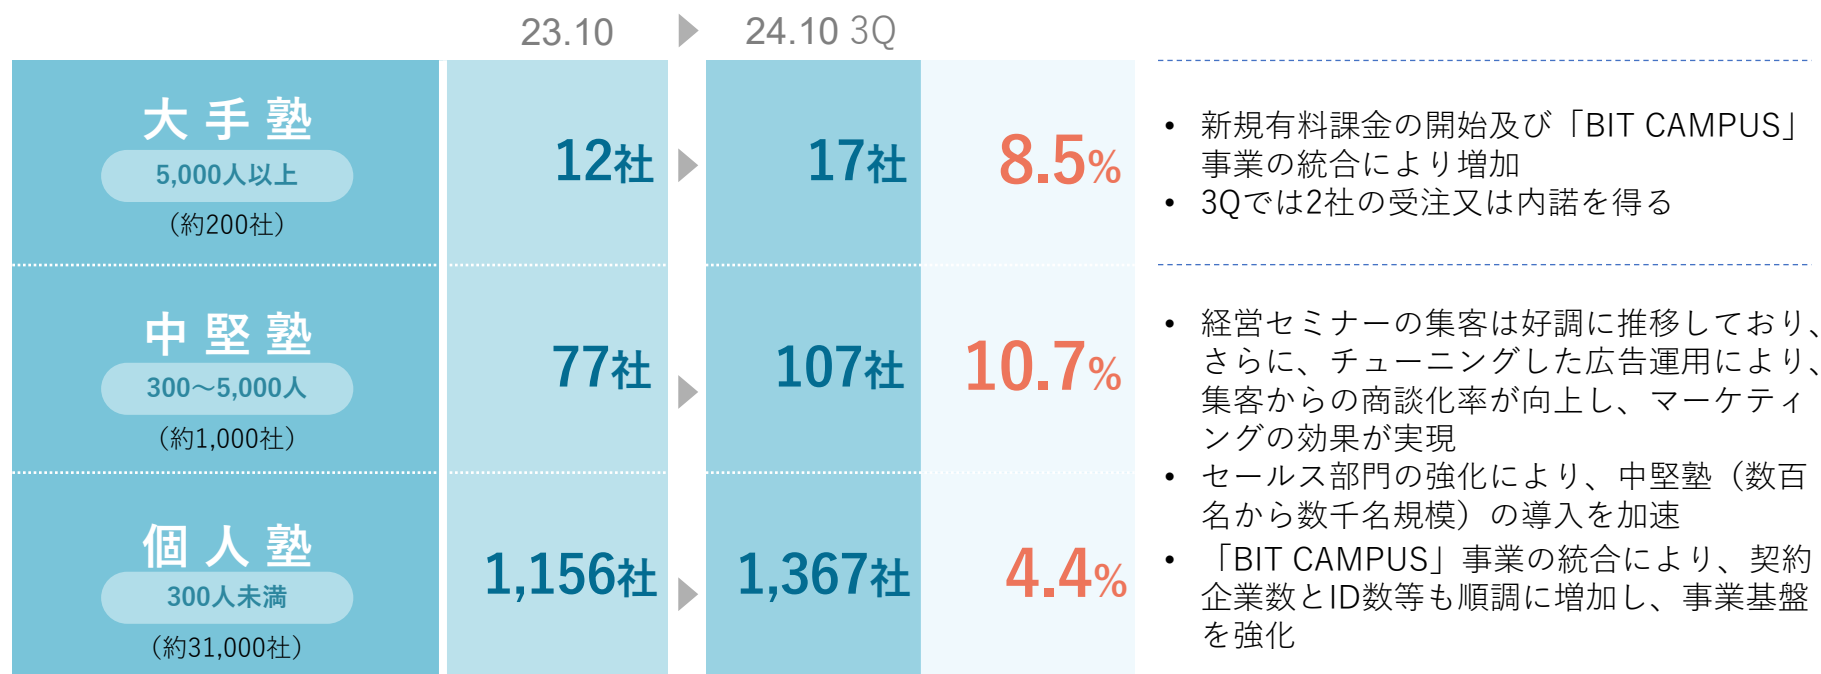 23.10 24.10 3Q
大手塾
5,000人以上
（約200社）
12社
17社
8.5%
• 新規有料課金の開始及び「BIT CAMPUS」
事業の統合により増加
• 3Qでは2社の受注又は内諾を得る
中堅塾
300～5,000人
（約1,000社）
77社
107社
10.7%
• 経営セミナーの集客は好調に推移しており、
さらに、チューニングした広告運用により、
集客からの商談化率が向上し、マーケティ
ングの効果が実現
• セールス部門の強化により、中堅塾（数百
名から数千名規模）の導入を加速
個人塾
300人未満
（約31,000社）
1,156社
1,367社
4.4%
• 「BIT CAMPUS」事業の統合により、契約
企業数とID数等も順調に増加し、事業基盤
を強化